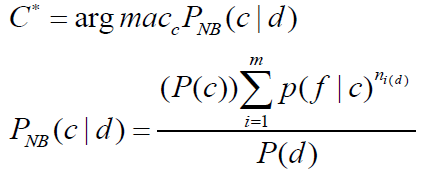 C* = arg mac_c P_NB(c | d)
P_NB(c | d) = (P(c)) ∑_{i=1}^{m} p(f | c)^{n_{i(d)}} / P(d)